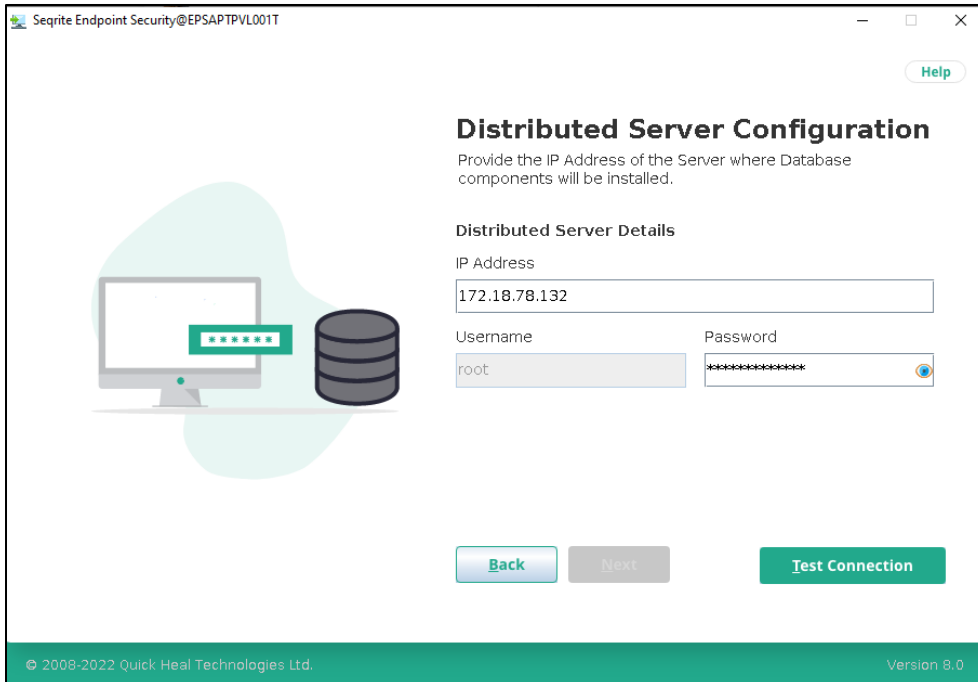 Seqrite Endpoint Security@EPSAPTPVL001T
Help
Distributed Server Configuration
Provide the IP Address of the Server where Database
components will be installed.
Distributed Server Details
IP Address
172.18.78.132
Username
Password
root
*************
******
Back
Next
Test Connection
© 2008-2022 Quick Heal Technologies Ltd.
Version 8.0